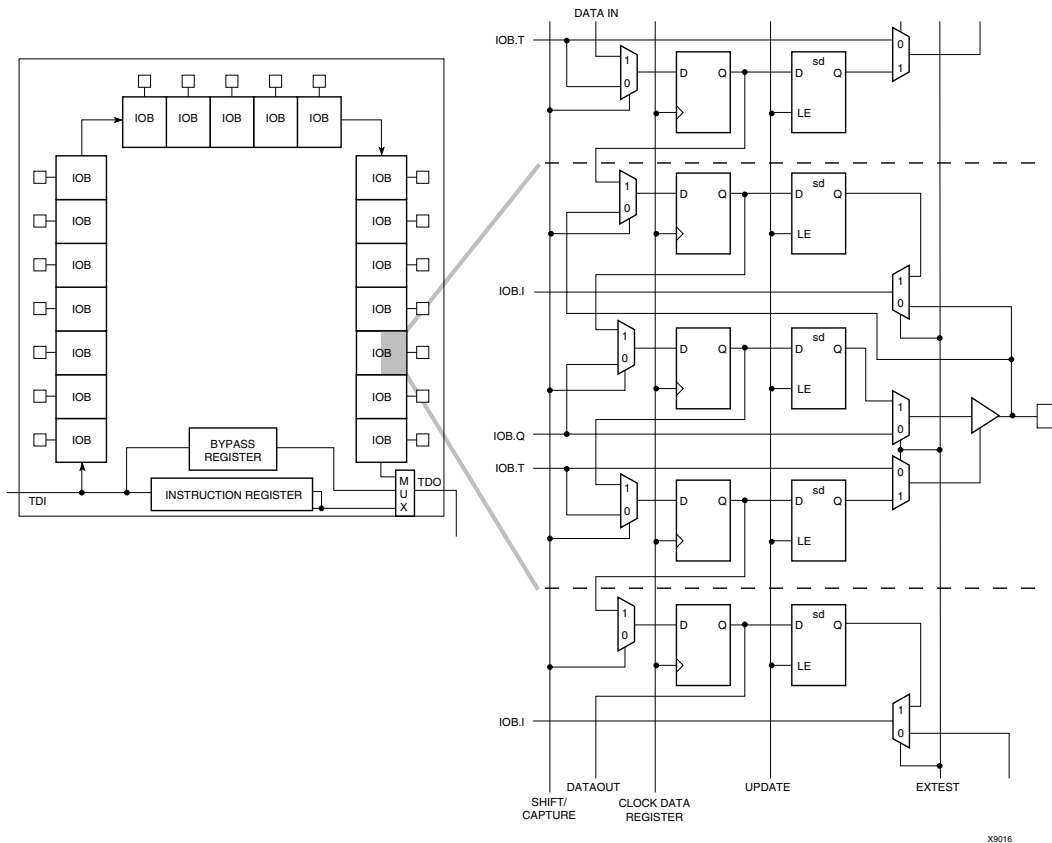 DATA IN
IOB.T
1
0
D Q
sd
D Q
LE
0
1
IOB IOB IOB IOB IOB
IOB
IOB
IOB
IOB
IOB
IOB
IOB
IOB
IOB
IOB
IOB
IOB
IOB
IOB
BYPASS
REGISTER
INSTRUCTION REGISTER
TDI
M
U
X
TDO
1
0
D Q
sd
D Q
LE
IOB.I
1
0
1
0
D Q
sd
D Q
LE
1
0
IOB.Q
IOB.T
0
1
1
0
D Q
sd
D Q
LE
1
0
D Q
sd
D Q
LE
IOB.I
1
0
SHIFT/
CAPTURE
DATAOUT
CLOCK DATA
REGISTER
UPDATE
EXTEST
X9016